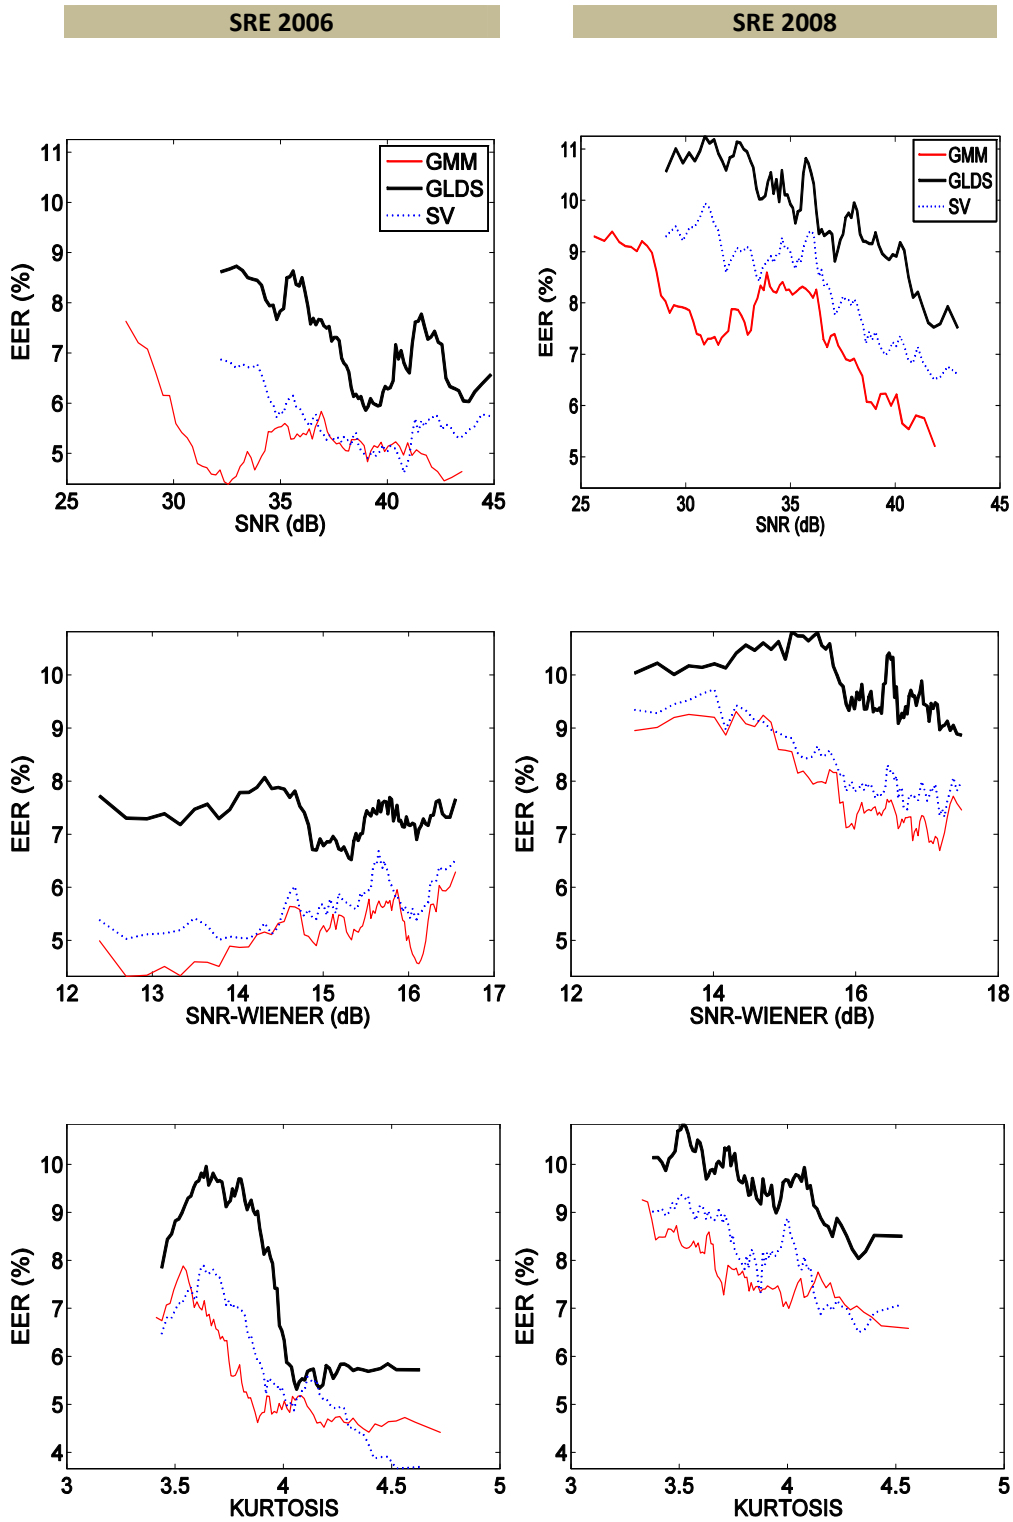 SRE 2006
SRE 2008
11
10
9
8
7
6
5
EER (%)
GMM
GLDS
SV
25 30 35 40 45
SNR (dB)
11
10
9
8
7
6
5
EER (%)
GMM
GLDS
SV
25 30 35 40 45
SNR (dB)
10
9
8
7
6
5
EER (%)
12 13 14 15 16 17
SNR-WIENER (dB)
10
9
8
7
6
5
EER (%)
12 14 16 18
SNR-WIENER (dB)
10
9
8
7
6
5
4
EER (%)
3 3.5 4 4.5 5
KURTOSIS
10
9
8
7
6
5
4
EER (%)
3 3.5 4 4.5 5
KURTOSIS